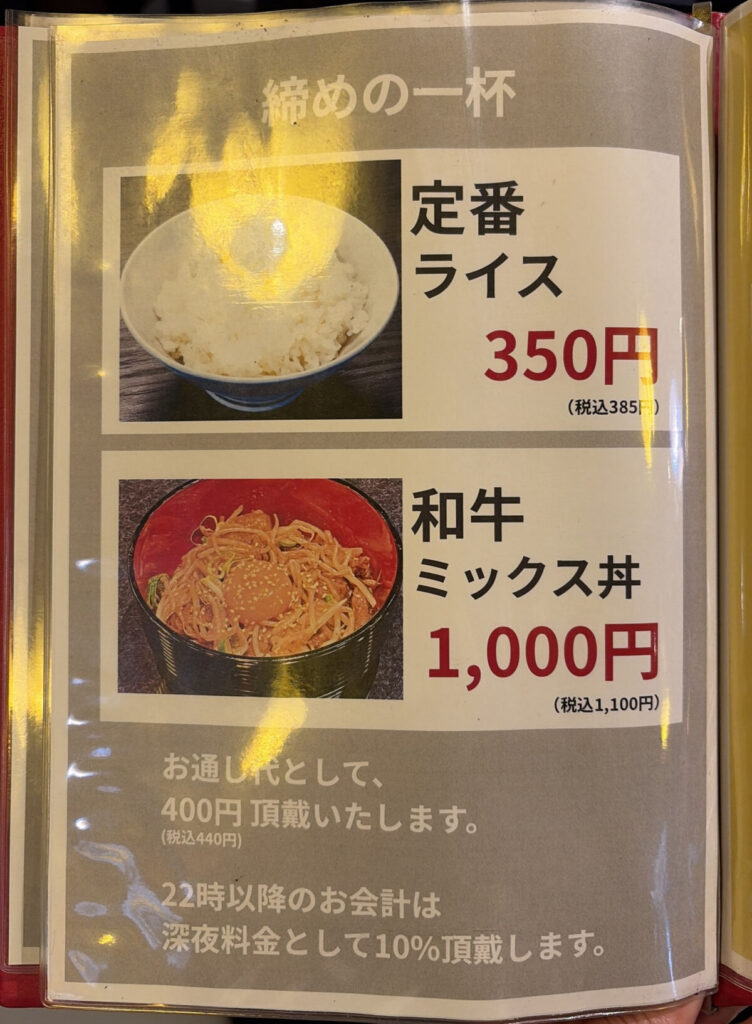 締めの一杯
定番
ライス
350円
(税込385円)
和牛
ミックス丼
1,000円
(税込1,100円)
お通し代として、
400円 頂戴いたします。
(税込440円)
22時以降のお会計は
深夜料金として10%頂戴します。